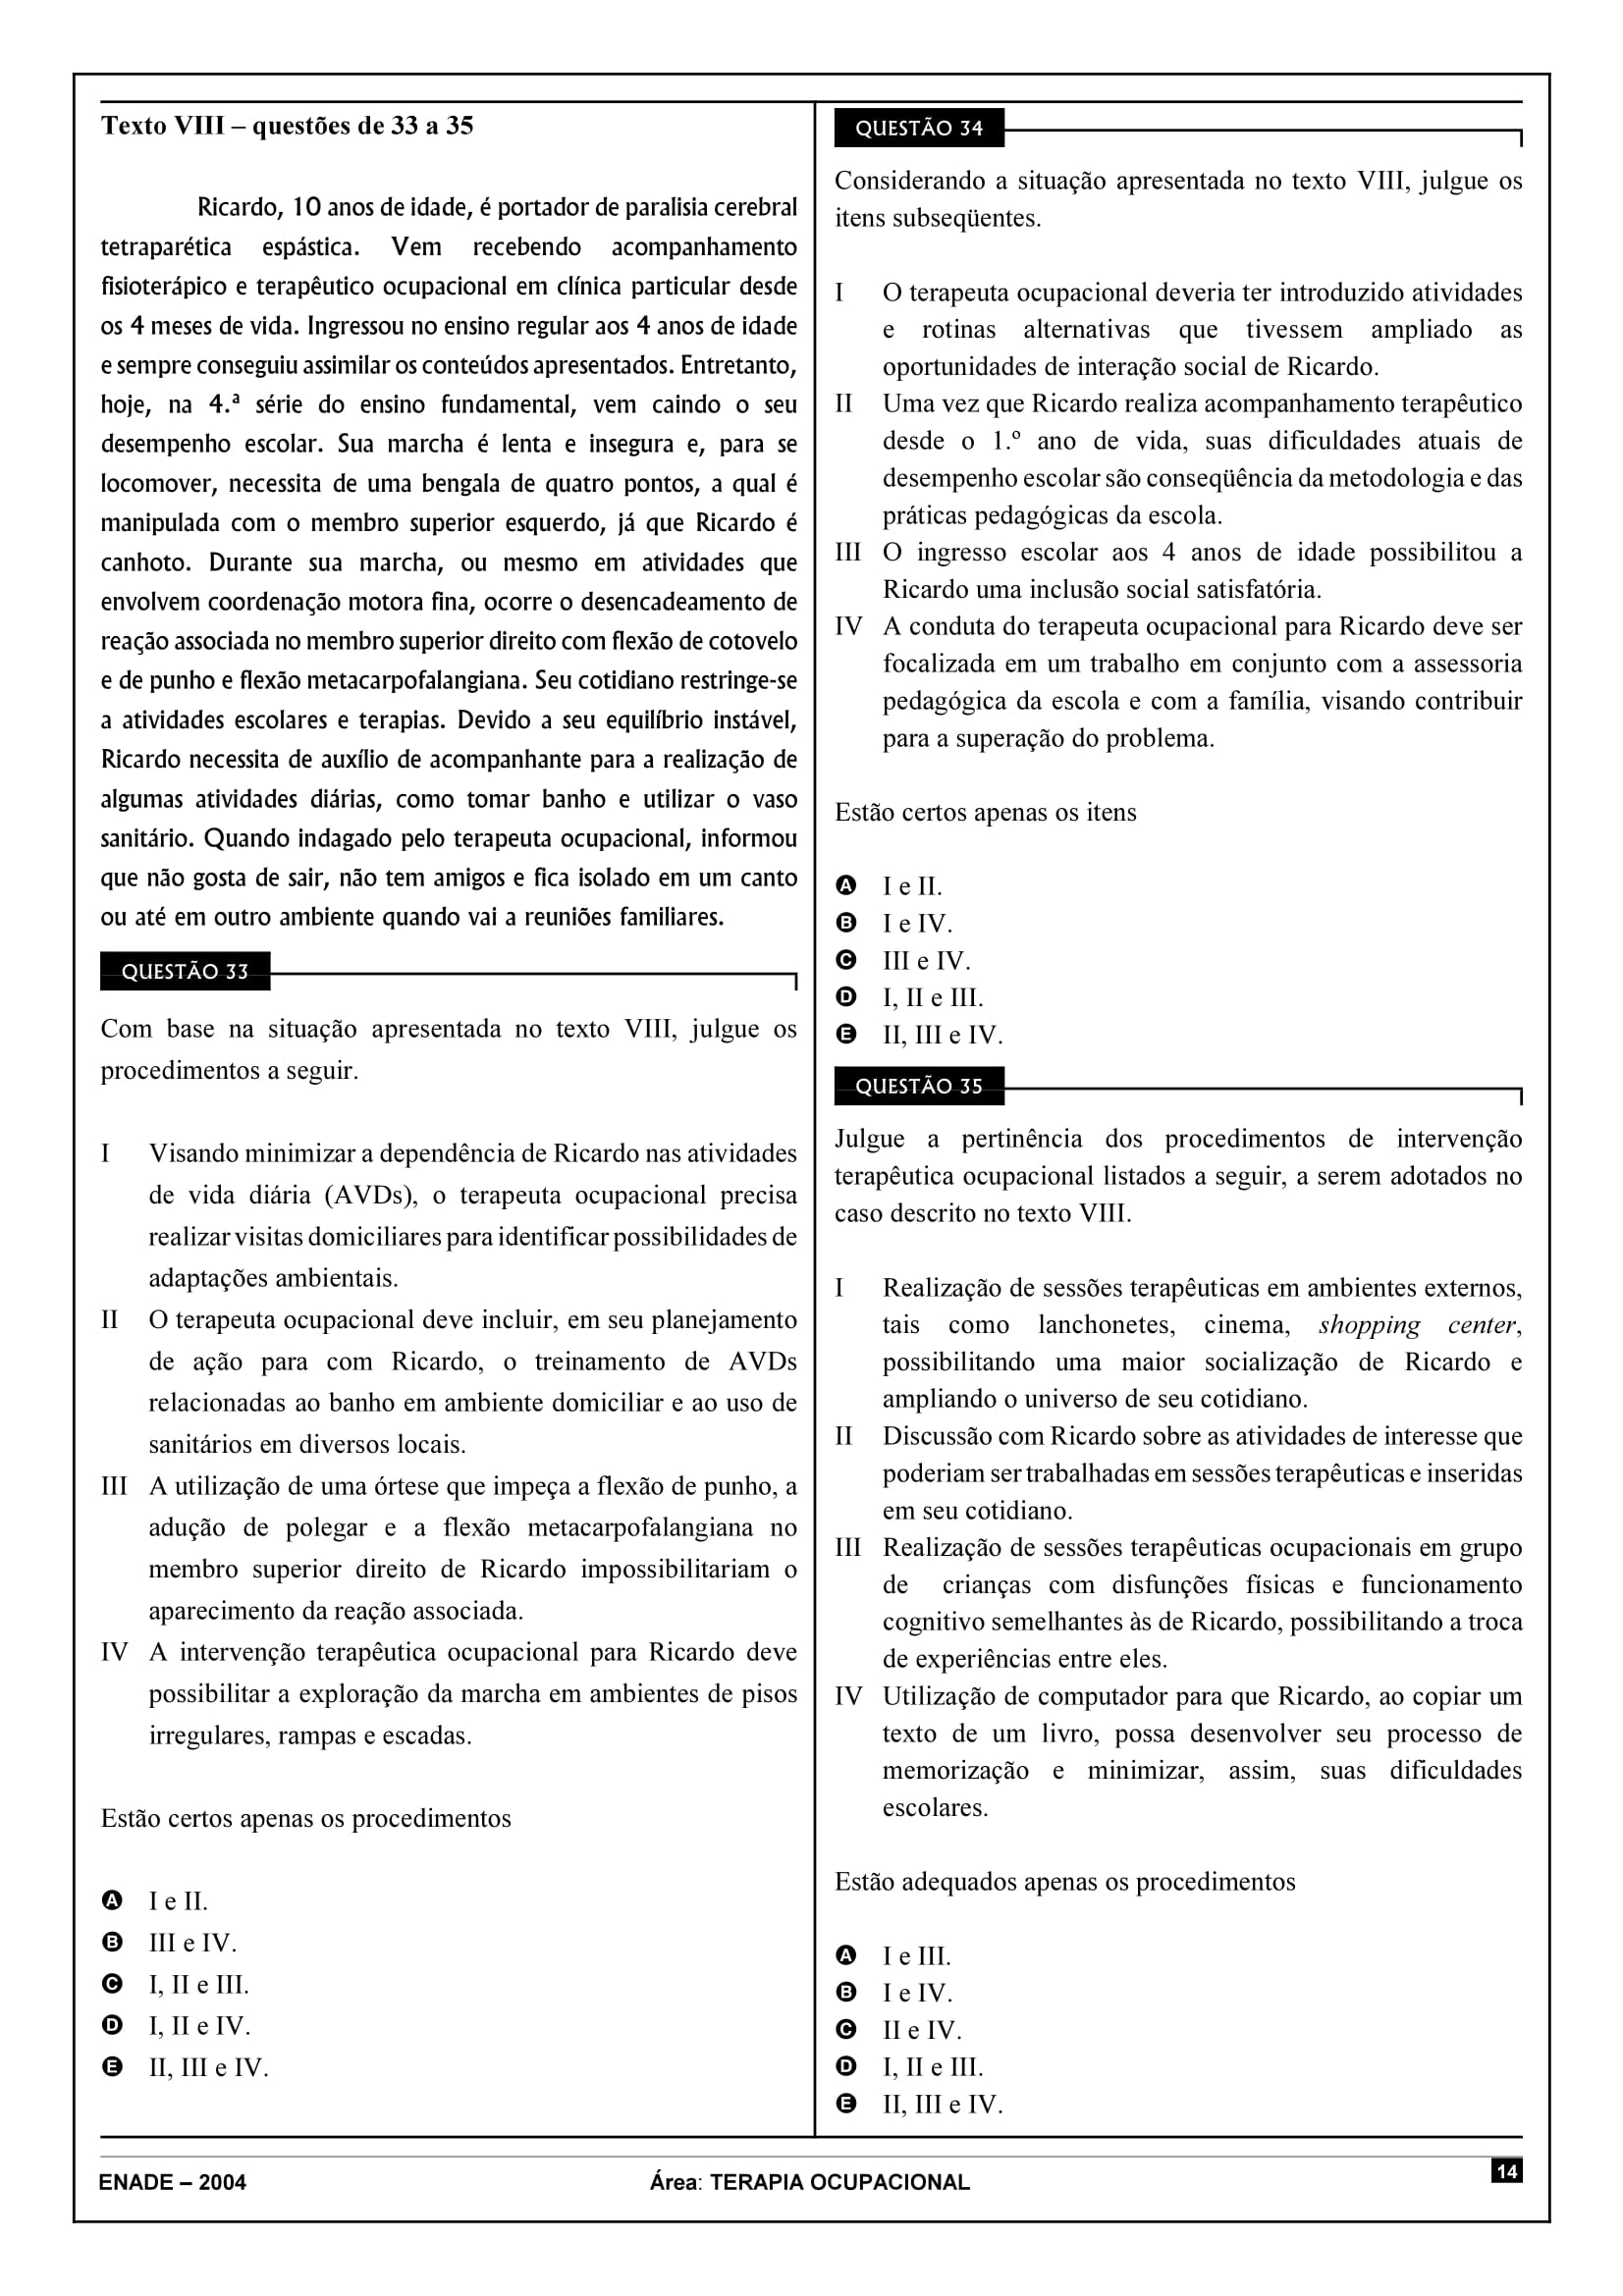 Texto VIII – questões de 33 a 35
Ricardo, 10 anos de idade, é portador de paralisia cerebral
tetraparética espástica. Vem recebendo acompanhamento
fisioterápico e terapêutico ocupacional em clínica particular desde
os 4 meses de vida. Ingressou no ensino regular aos 4 anos de idade
e sempre conseguiu assimilar os conteúdos apresentados. Entretanto,
hoje, na 4.ª série do ensino fundamental, vem caindo o seu
desempenho escolar. Sua marcha é lenta e insegura e, para se
locomover, necessita de uma bengala de quatro pontos, a qual é
manipulada com o membro superior esquerdo, já que Ricardo é
canhoto. Durante sua marcha, ou mesmo em atividades que
envolvem coordenação motora fina, ocorre o desencadeamento de
reação associada no membro superior direito com flexão de cotovelo
e de punho e flexão metacarpofalangiana. Seu cotidiano restringe-se
a atividades escolares e terapias. Devido a seu equilíbrio instável,
Ricardo necessita de auxílio de acompanhante para a realização de
algumas atividades diárias, como tomar banho e utilizar o vaso
sanitário. Quando indagado pelo terapeuta ocupacional, informou
que não gosta de sair, não tem amigos e fica isolado em um canto
ou até em outro ambiente quando vai a reuniões familiares.
QUESTÃO 33
Com base na situação apresentada no texto VIII, julgue os
procedimentos a seguir.
I Visando minimizar a dependência de Ricardo nas atividades
de vida diária (AVDs), o terapeuta ocupacional precisa
realizar visitas domiciliares para identificar possibilidades de
adaptações ambientais.
II O terapeuta ocupacional deve incluir, em seu planejamento
de ação para com Ricardo, o treinamento de AVDs
relacionadas ao banho em ambiente domiciliar e ao uso de
sanitários em diversos locais.
III A utilização de uma órtese que impeça a flexão de punho, a
adução de polegar e a flexão metacarpofalangiana no
membro superior direito de Ricardo impossibilitariam o
aparecimento da reação associada.
IV A intervenção terapêutica ocupacional para Ricardo deve
possibilitar a exploração da marcha em ambientes de pisos
irregulares, rampas e escadas.
Estão certos apenas os procedimentos
A I e II.
B III e IV.
C I, II e III.
D I, II e IV.
E II, III e IV.
QUESTÃO 34
Considerando a situação apresentada no texto VIII, julgue os
itens subseqüentes.
I O terapeuta ocupacional deveria ter introduzido atividades
e rotinas alternativas que tivessem ampliado as
oportunidades de interação social de Ricardo.
II Uma vez que Ricardo realiza acompanhamento terapêutico
desde o 1.º ano de vida, suas dificuldades atuais de
desempenho escolar são conseqüência da metodologia e das
práticas pedagógicas da escola.
III O ingresso escolar aos 4 anos de idade possibilitou a
Ricardo uma inclusão social satisfatória.
IV A conduta do terapeuta ocupacional para Ricardo deve ser
focalizada em um trabalho em conjunto com a assessoria
pedagógica da escola e com a família, visando contribuir
para a superação do problema.
Estão certos apenas os itens
A I e II.
B I e IV.
C III e IV.
D I, II e III.
E II, III e IV.
QUESTÃO 35
Julgue a pertinência dos procedimentos de intervenção
terapêutica ocupacional listados a seguir, a serem adotados no
caso descrito no texto VIII.
I Realização de sessões terapêuticas em ambientes externos,
tais como lanchonetes, cinema, shopping center,
possibilitando uma maior socialização de Ricardo e
ampliando o universo de seu cotidiano.
II Discussão com Ricardo sobre as atividades de interesse que
poderiam ser trabalhadas em sessões terapêuticas e inseridas
em seu cotidiano.
III Realização de sessões terapêuticas ocupacionais em grupo
de crianças com disfunções físicas e funcionamento
cognitivo semelhantes às de Ricardo, possibilitando a troca
de experiências entre eles.
IV Utilização de computador para que Ricardo, ao copiar um
texto de um livro, possa desenvolver seu processo de
memorização e minimizar, assim, suas dificuldades
escolares.
Estão adequados apenas os procedimentos
A I e III.
B I e IV.
C II e IV.
D I, II e III.
E II, III e IV.
ENADE – 2004
Área: TERAPIA OCUPACIONAL
14